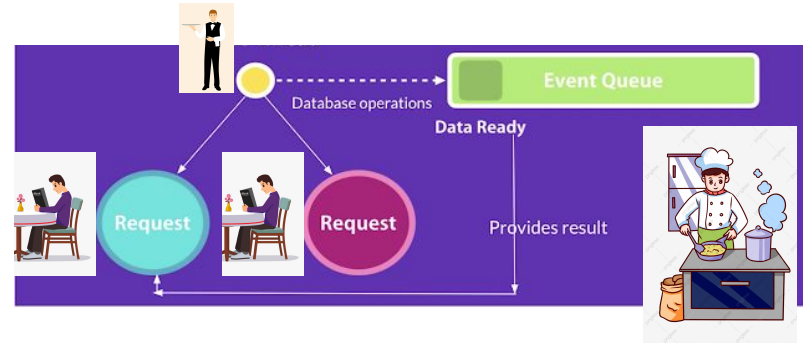 Event Queue
Database operations
Data Ready
Request
Request
Provides result